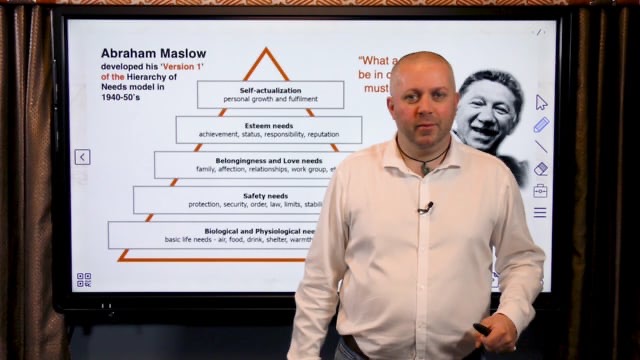 Abraham Maslow
developed his 'Version 1'
of the Hierarchy of
Needs model in
1940-50's
"What a
be in o
must
Self-actualization
personal growth and fulfilment
Esteem needs
achievement, status, responsibility, reputation
Belongingness and Love needs
family, affection, relationships, work group,
Safety needs
protection, security, order, law, limits,
Biological and Physiological
basic life needs - air, food, drink, shelter,